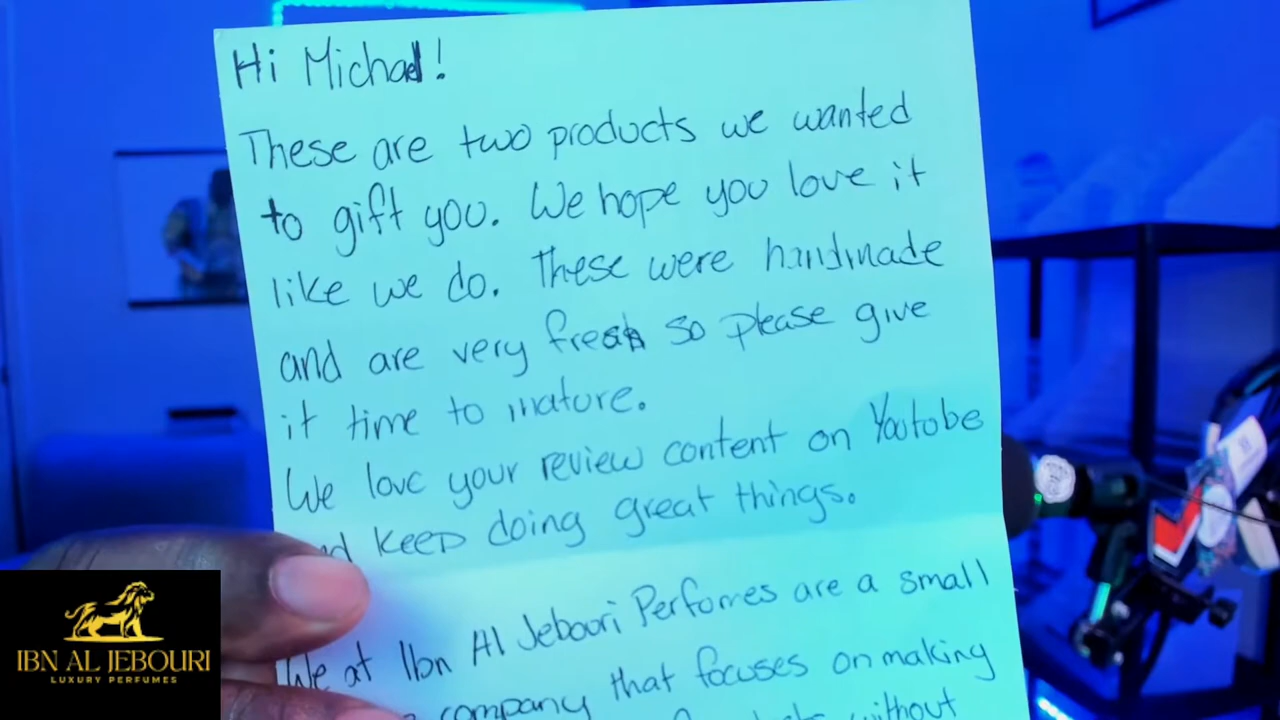 Hi Michael!
These are two products we wanted
to gift you. We hope you love it
like we do. These were handmade
and are very fresh so please give
it time to mature.
We love your review content on Youtube
keep doing great things.
We at Ibn Al Jebouri Perfumes are a small
company that focuses on making
without
IBN AL JEBOURI
LUXURY PERFUMES